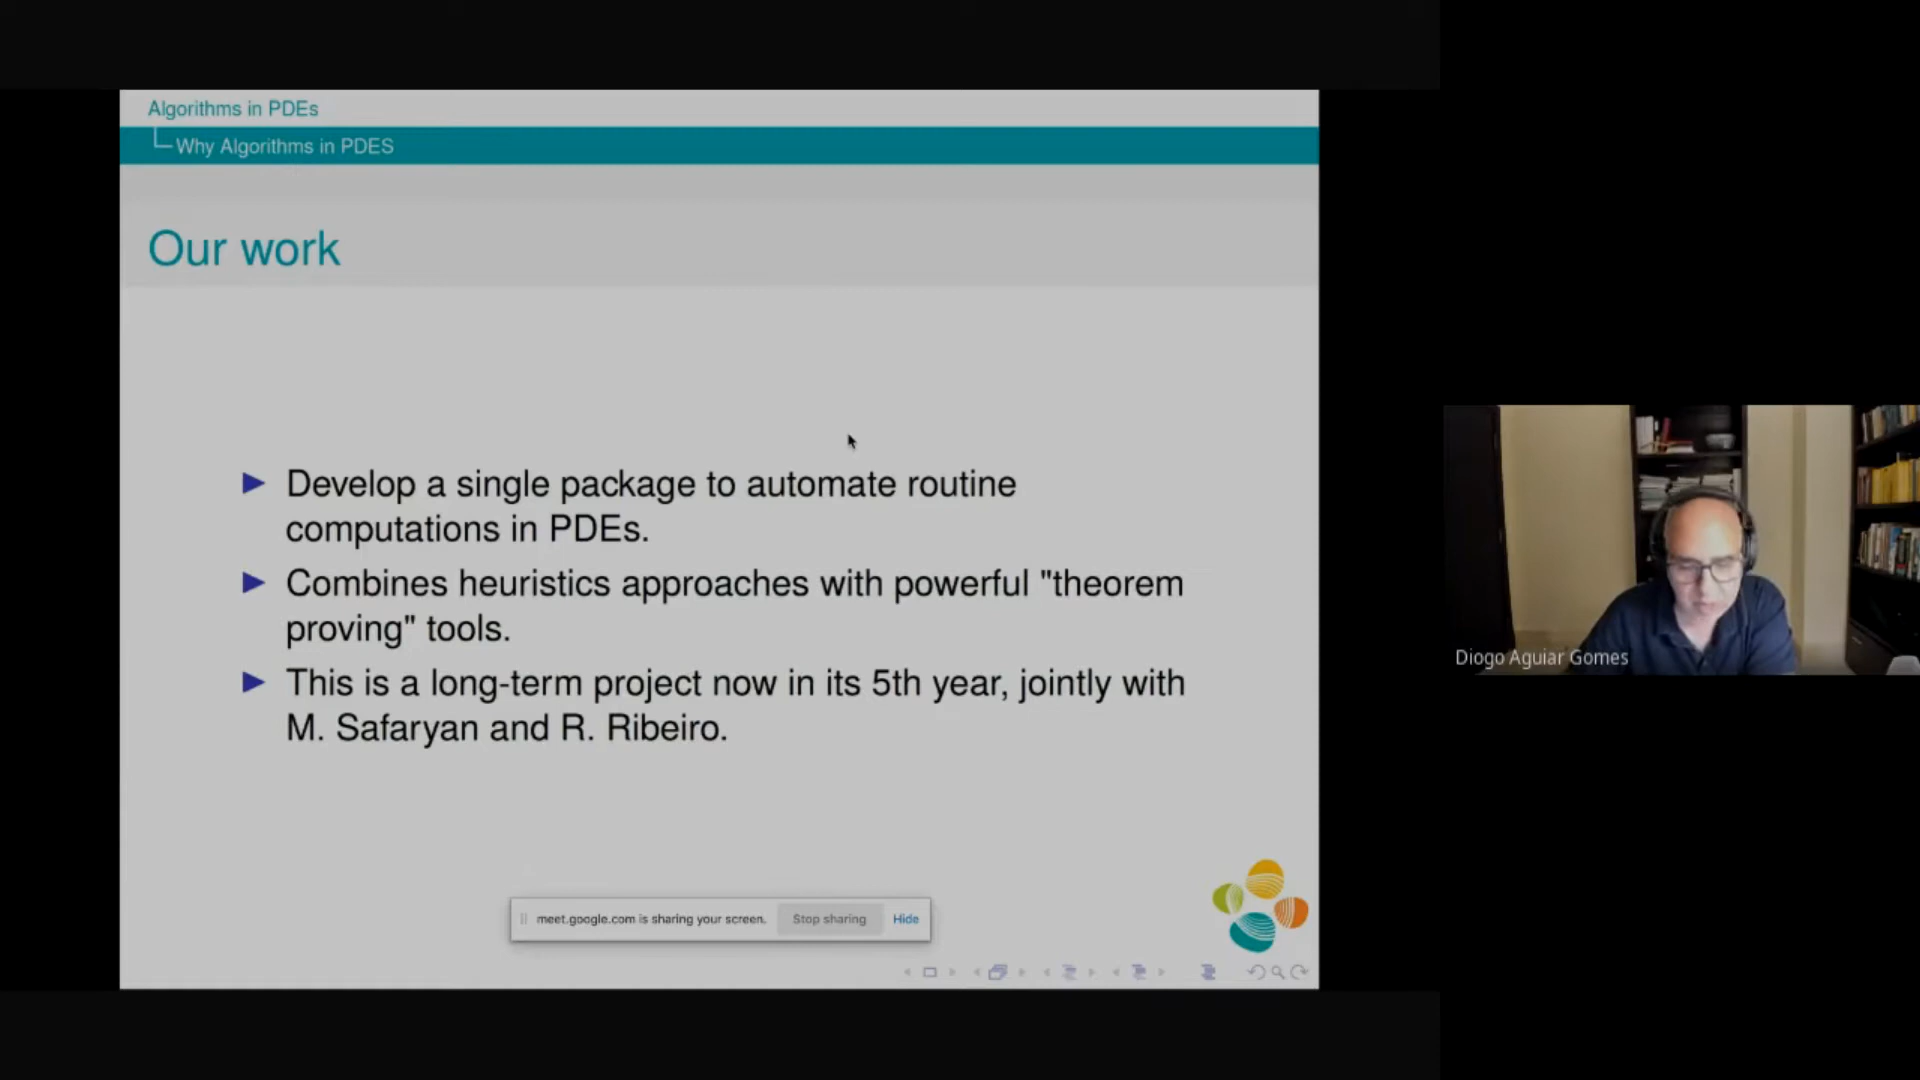 Algorithms in PDEs
Why Algorithms in PDES
Our work
Develop a single package to automate routine
computations in PDEs.
Combines heuristics approaches with powerful "theorem
proving" tools.
This is a long-term project now in its 5th year, jointly with
M. Safaryan and R. Ribeiro.
meet.google.com is sharing your screen. Stop sharing Hide
Diogo Aguiar Gomes